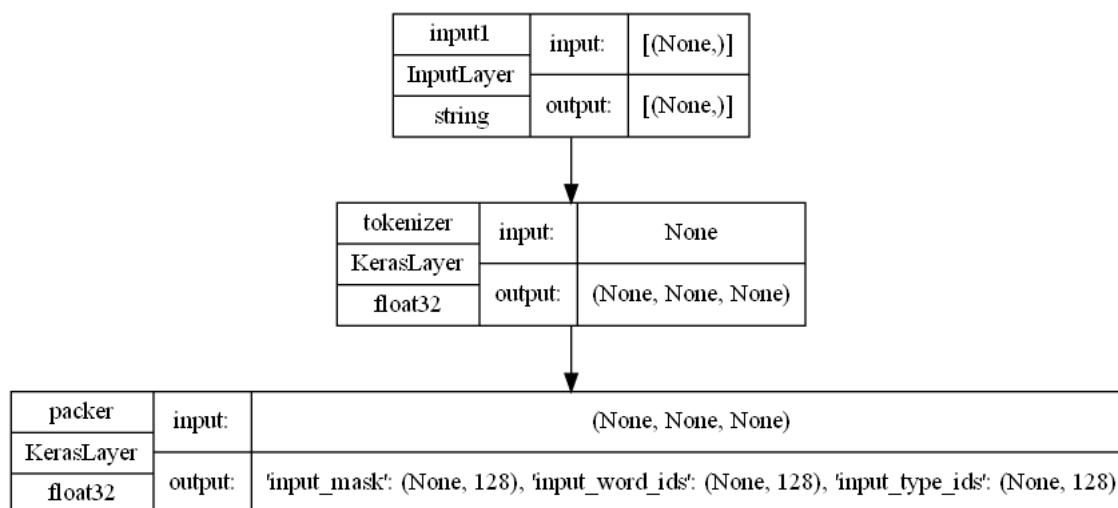 input1
InputLayer
string
input:
[(None,)]
output:
[(None,)]
tokenizer
KerasLayer
float32
input:
None
output:
(None, None, None)
packer
KerasLayer
float32
input:
(None, None, None)
output:
'input_mask': (None, 128), 'input_word_ids': (None, 128), 'input_type_ids': (None, 128)